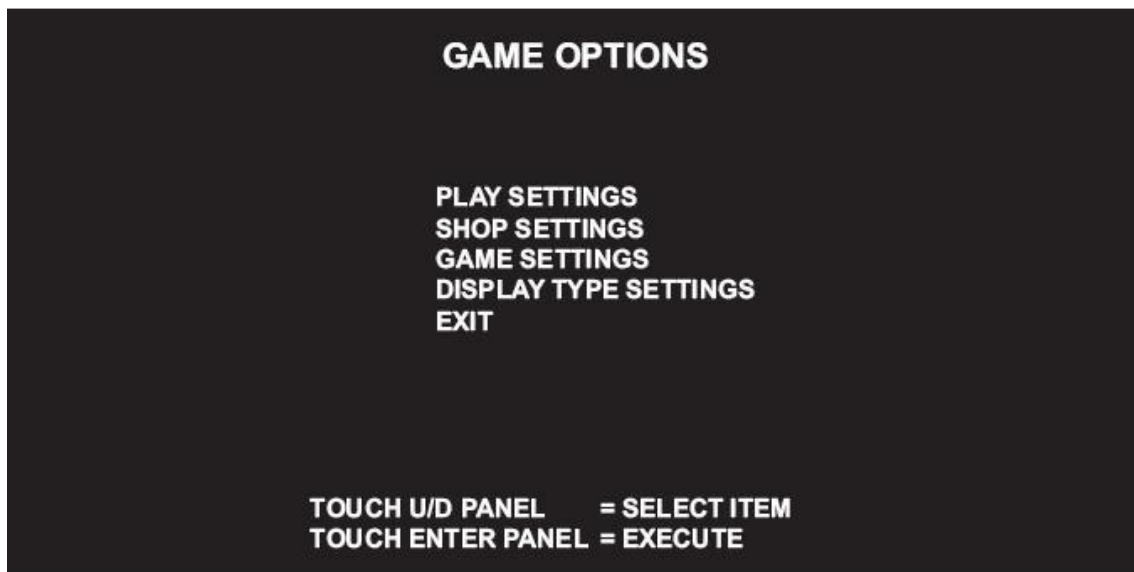 GAME OPTIONS
PLAY SETTINGS
SHOP SETTINGS
GAME SETTINGS
DISPLAY TYPE SETTINGS
EXIT
TOUCH U/D PANEL = SELECT ITEM
TOUCH ENTER PANEL = EXECUTE